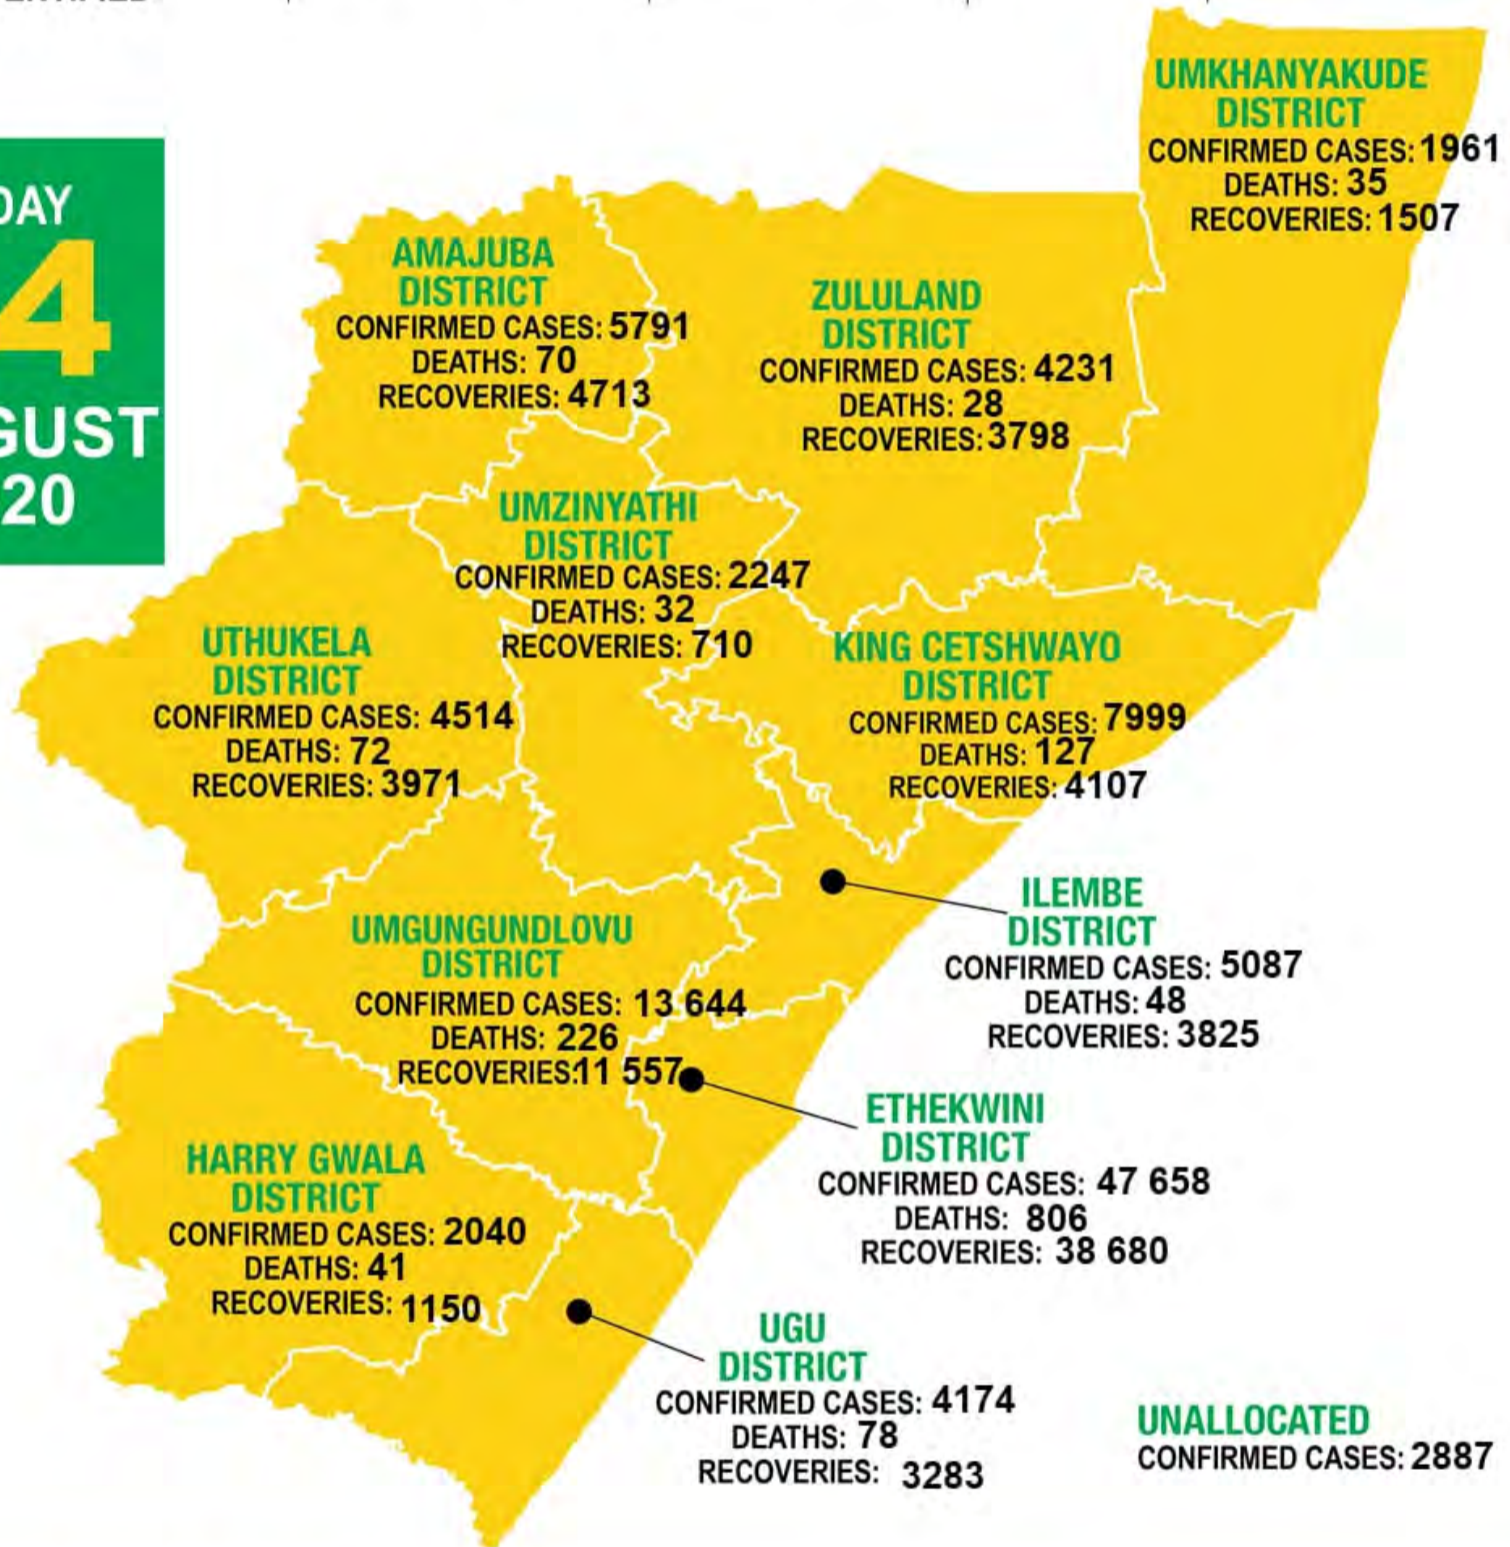 DAY
4
GUST
20
UMKHANYAKUDE
DISTRICT
CONFIRMED CASES: 1961
DEATHS: 35
RECOVERIES: 1507
AMAJUBA
DISTRICT
CONFIRMED CASES: 5791
DEATHS: 70
RECOVERIES: 4713
ZULULAND
DISTRICT
CONFIRMED CASES: 4231
DEATHS: 28
RECOVERIES: 3798
UMZINYATHI
DISTRICT
CONFIRMED CASES: 2247
DEATHS: 32
RECOVERIES: 710
UTHUKELA
DISTRICT
CONFIRMED CASES: 4514
DEATHS: 72
RECOVERIES: 3971
KING CETSHWAYO
DISTRICT
CONFIRMED CASES: 7999
DEATHS: 127
RECOVERIES: 4107
ILEMBE
DISTRICT
CONFIRMED CASES: 5087
DEATHS: 48
RECOVERIES: 3825
UMGUNGUNDLOVU
DISTRICT
CONFIRMED CASES: 13 644
DEATHS: 226
RECOVERIES:11 557
ETHEKWINI
DISTRICT
CONFIRMED CASES: 47 658
DEATHS: 806
RECOVERIES: 38 680
HARRY GWALA
DISTRICT
CONFIRMED CASES: 2040
DEATHS: 41
RECOVERIES: 1150
UGU
DISTRICT
CONFIRMED CASES: 4174
DEATHS: 78
RECOVERIES: 3283
UNALLOCATED
CONFIRMED CASES: 2887